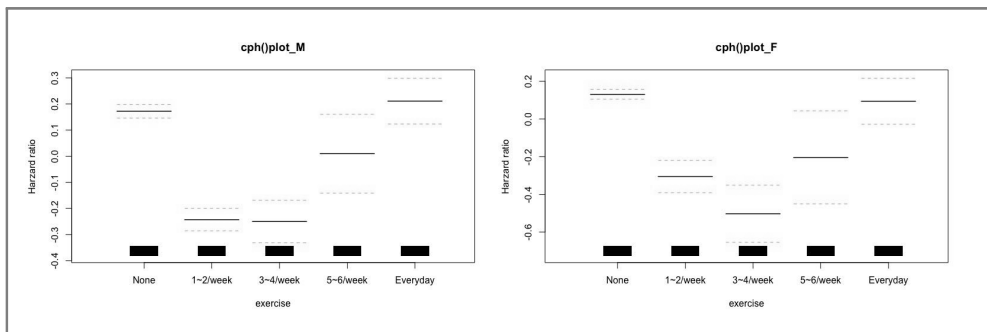 cph()plot_M
Harzard ratio
0.3
0.2
0.1
0.0
-0.1
-0.2
-0.3
-0.4
None 1~2/week 3~4/week 5~6/week Everyday
exercise
cph()plot_F
Harzard ratio
0.2
0.0
-0.2
-0.4
-0.6
None 1~2/week 3~4/week 5~6/week Everyday
exercise